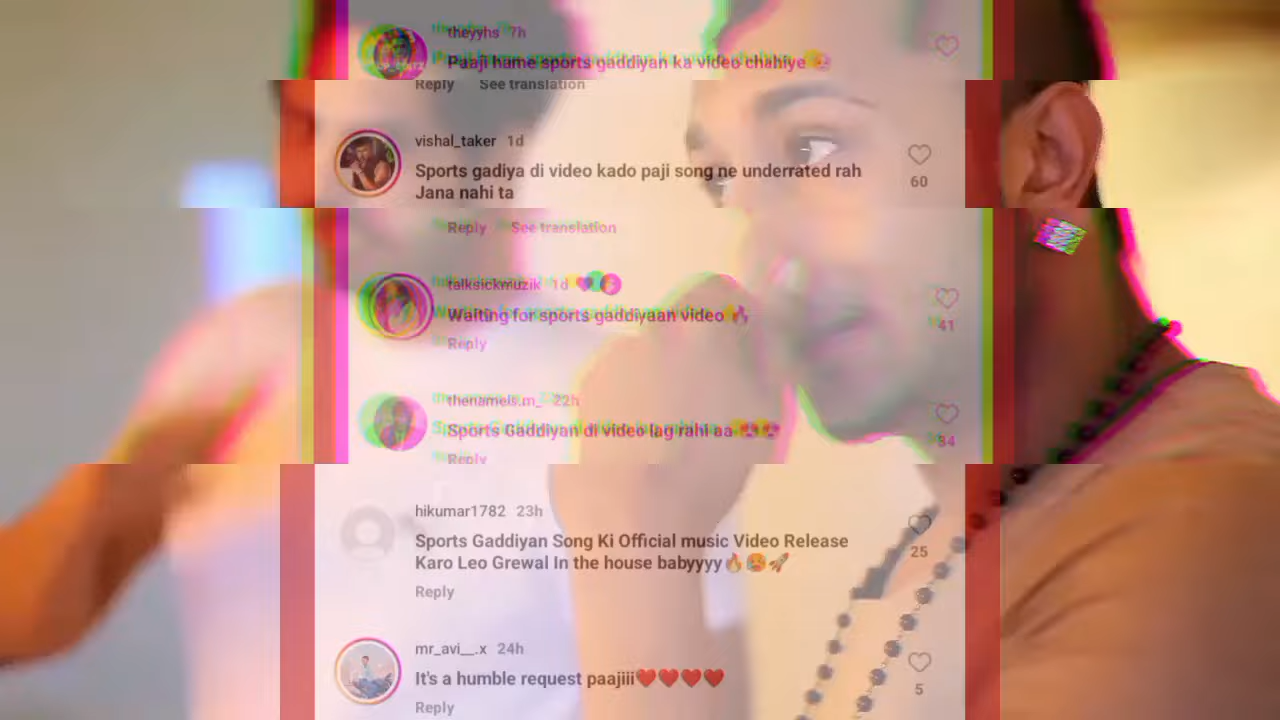 theyyhs 7h
Paaji hame sports gaddiyan ka video chahiye 🥺
Reply See translation
vishal_taker 1d
Sports gadiya di video kado paji song ne underrated rah
Jana nahi ta
60
Reply See translation
talksickmuzik 1d
Waiting for sports gaddiyaan video 🔥
41
Reply
thenameis.m_ 22h
Sports Gaddiyan di video lag rahi aa
34
Reply
hikumar1782 23h
Sports Gaddiyan Song Ki Official music Video Release
Karo Leo Grewal In the house babyyyy🔥🥵🚀
25
Reply
mr_avi__.x 24h
It's a humble request paajiii❤️❤️❤️❤️
5
Reply